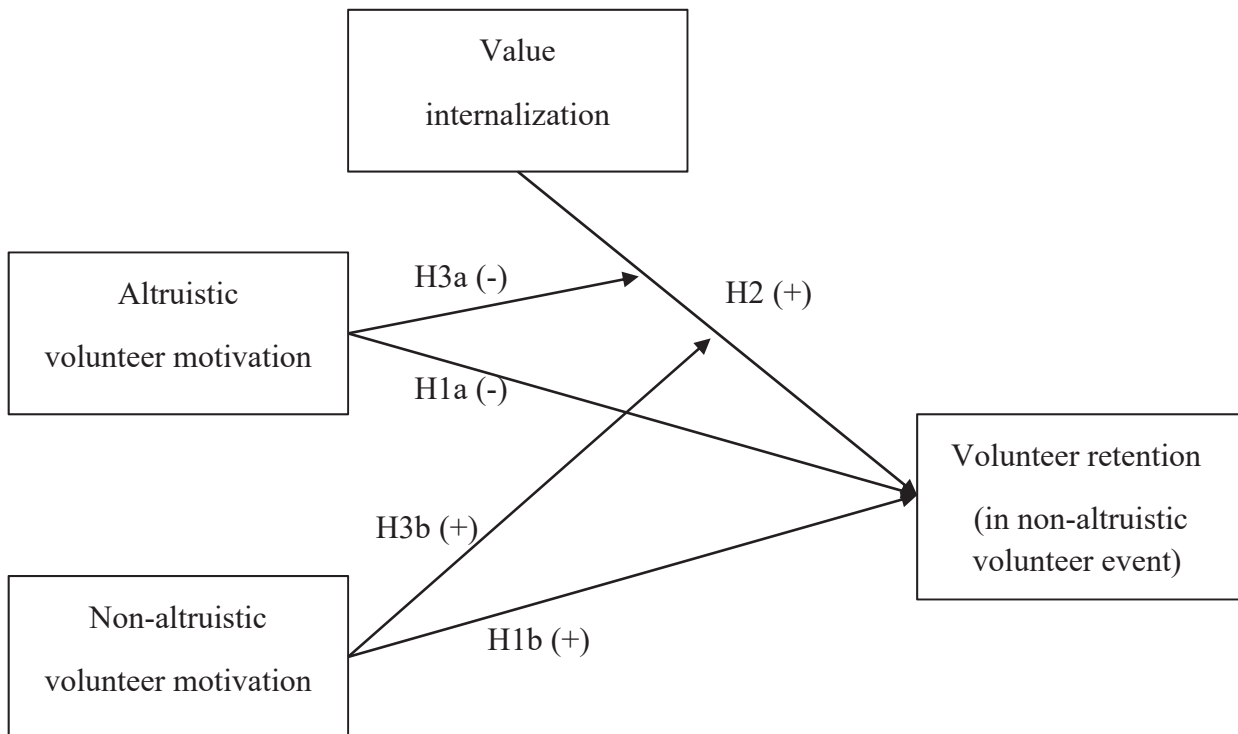 Value
internalization
H3a (-)
H2 (+)
Altruistic
volunteer motivation
H1a (-)
Volunteer retention
(in non-altruistic
volunteer event)
H3b (+)
Non-altruistic
volunteer motivation
H1b (+)